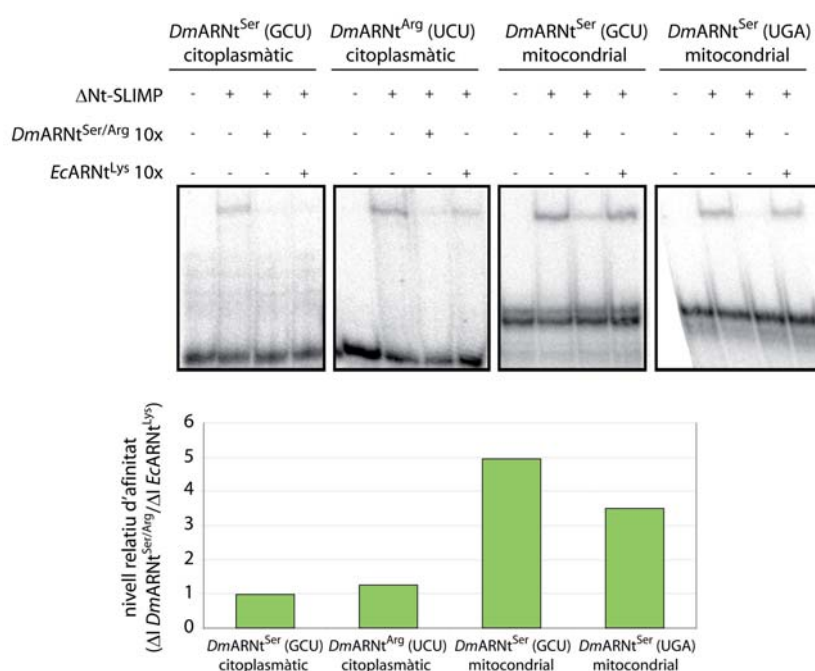 DmARNtSer (GCU) DmARNtArg (UCU) DmARNtSer (GCU) DmARNtSer (UGA)
citoplasmàtic citoplasmàtic mitocondrial mitocondrial
ΔNt-SLIMP - + + + - + + + - + + + - + + +
DmARNtSer/Arg 10x - - + - - - + - - - + - - - + -
EcARNtLys 10x - - - + - - - + - - - + - - - +
nivell relatiu d'afinitat
(ΔI DmARNtSer/Arg/ΔI EcARNtLys)
6
5
4
3
2
1
0
DmARNtSer (GCU) DmARNtArg (UCU) DmARNtSer (GCU) DmARNtSer (UGA)
citoplasmàtic citoplasmàtic mitocondrial mitocondrial